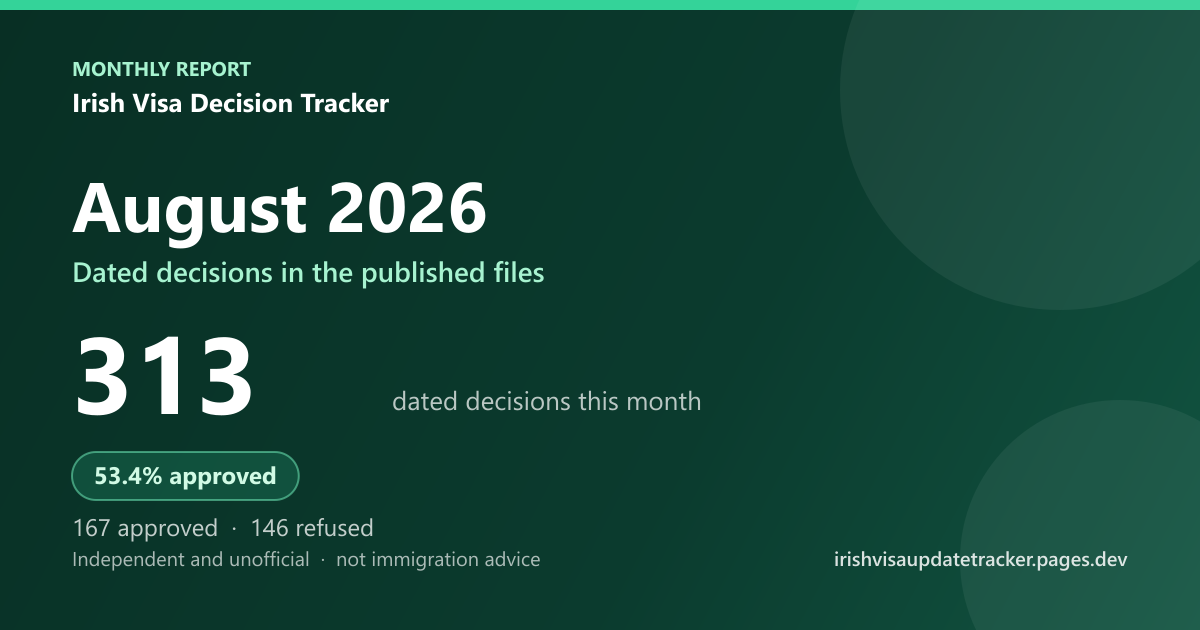 MONTHLY REPORT
Irish Visa Decision Tracker
August 2026
Dated decisions in the published files
313
dated decisions this month
53.4% approved
167 approved · 146 refused
Independent and unofficial · not immigration advice
irishvisaupdatetracker.pages.dev